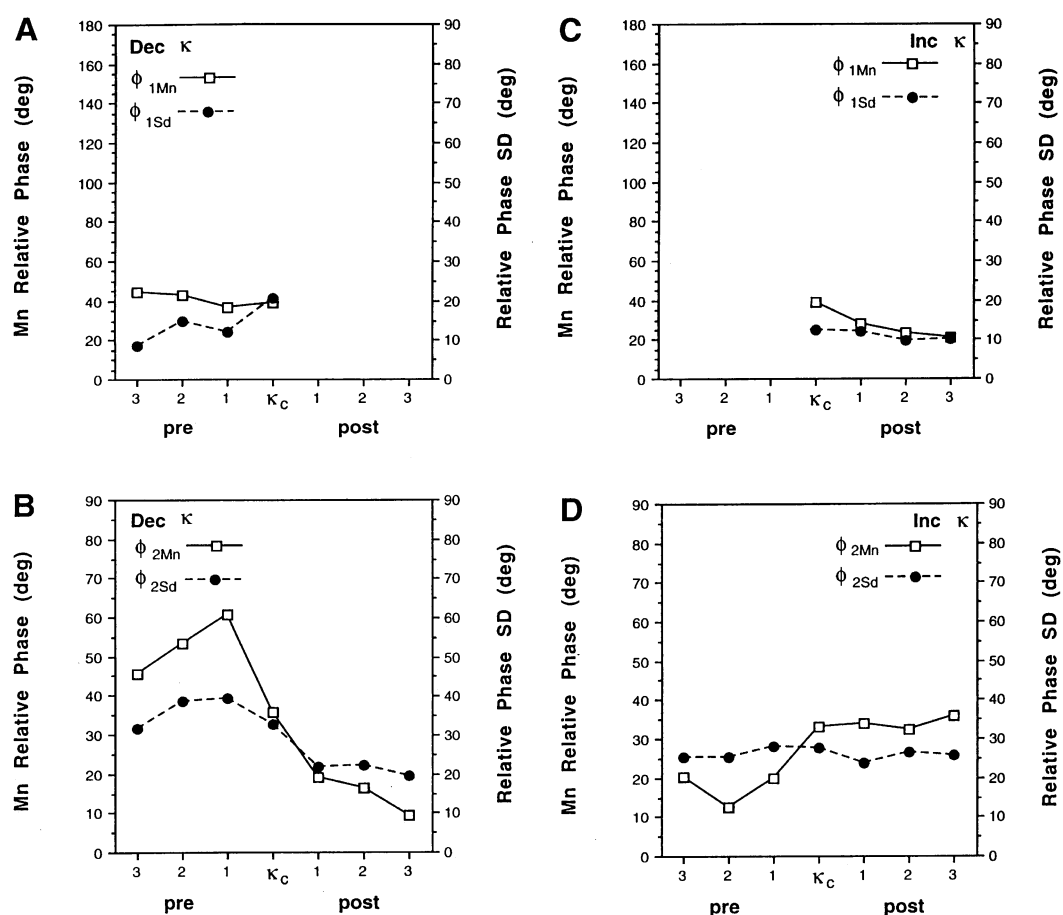 A
Dec κ
ϕ 1Mn
ϕ 1Sd
Mn Relative Phase (deg)
180
160
140
120
100
80
60
40
20
0
Relative Phase SD (deg)
90
80
70
60
50
40
30
20
10
0
3 2 1 κc 1 2 3
pre post
C
Inc κ
ϕ 1Mn
ϕ 1Sd
Mn Relative Phase (deg)
180
160
140
120
100
80
60
40
20
0
Relative Phase SD (deg)
90
80
70
60
50
40
30
20
10
0
3 2 1 κc 1 2 3
pre post
B
Dec κ
ϕ 2Mn
ϕ 2Sd
Mn Relative Phase (deg)
90
80
70
60
50
40
30
20
10
0
Relative Phase SD (deg)
90
80
70
60
50
40
30
20
10
0
3 2 1 κc 1 2 3
pre post
D
Inc κ
ϕ 2Mn
ϕ 2Sd
Mn Relative Phase (deg)
90
80
70
60
50
40
30
20
10
0
Relative Phase SD (deg)
90
80
70
60
50
40
30
20
10
0
3 2 1 κc 1 2 3
pre post